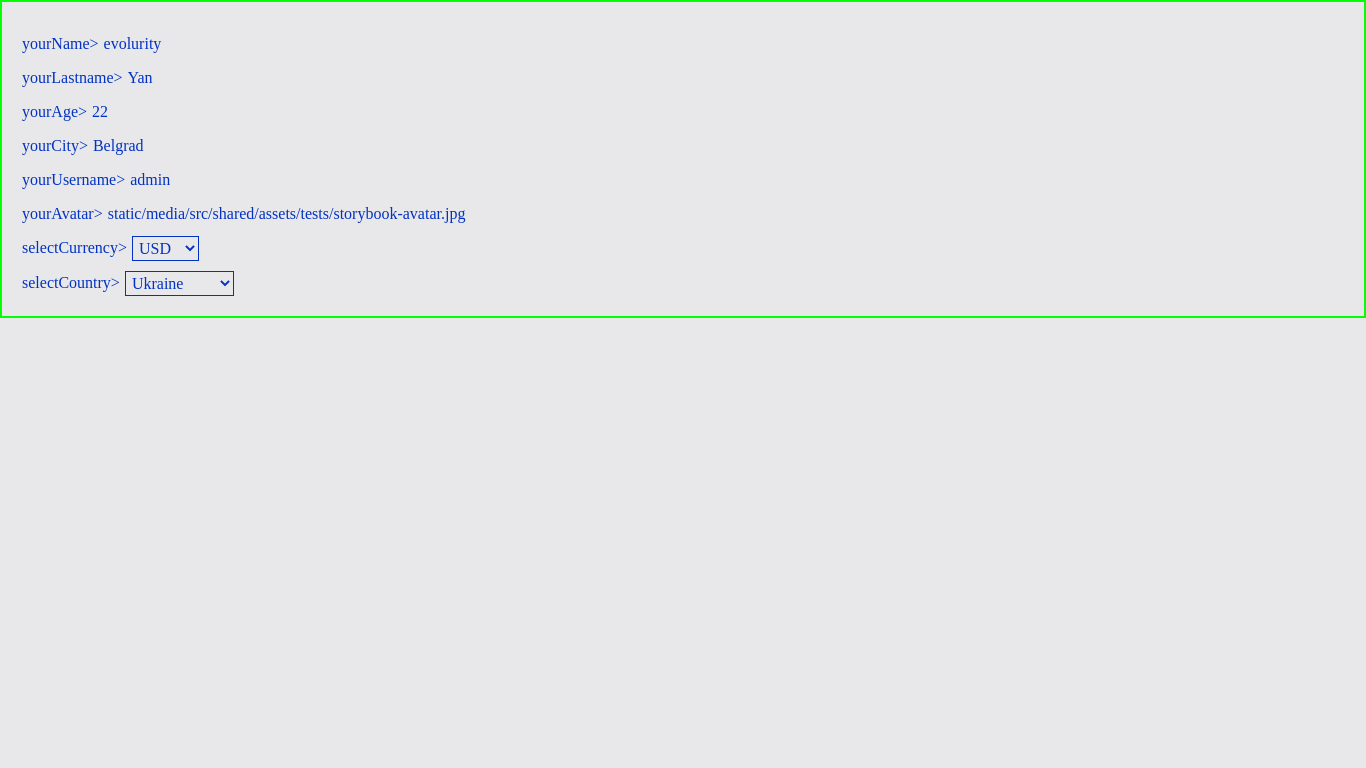 yourName> evolurity
yourLastname> Yan
yourAge> 22
yourCity> Belgrad
yourUsername> admin
yourAvatar> static/media/src/shared/assets/tests/storybook-avatar.jpg
selectCurrency> USD
selectCountry> Ukraine